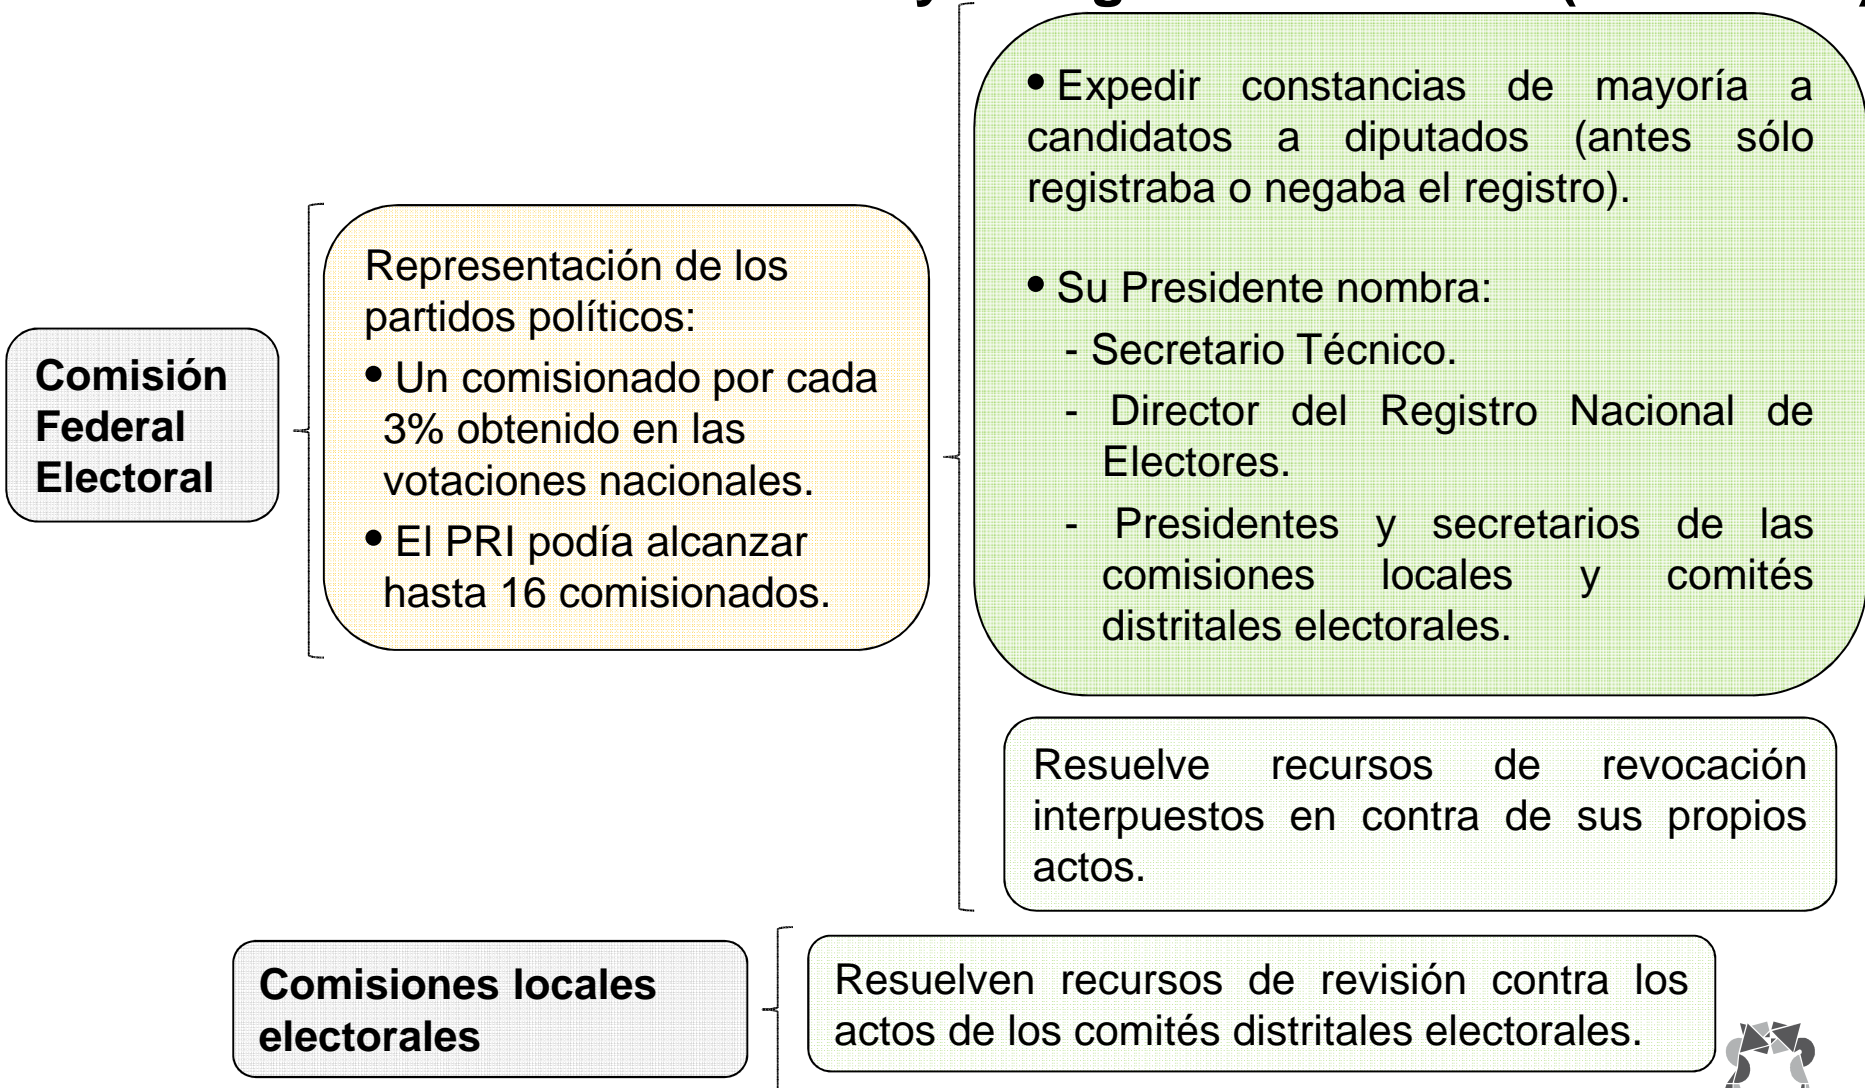 Comisión
Federal
Electoral
Representación de los
partidos políticos:
• Un comisionado por cada
3% obtenido en las
votaciones nacionales.
• El PRI podía alcanzar
hasta 16 comisionados.
• Expedir constancias de mayoría a
candidatos a diputados (antes sólo
registraba o negaba el registro).
• Su Presidente nombra:
- Secretario Técnico.
- Director del Registro Nacional de
Electores.
- Presidentes y secretarios de las
comisiones locales y comités
distritales electorales.
Resuelve recursos de revocación
interpuestos en contra de sus propios
actos.
Comisiones locales
electorales
Resuelven recursos de revisión contra los
actos de los comités distritales electorales.